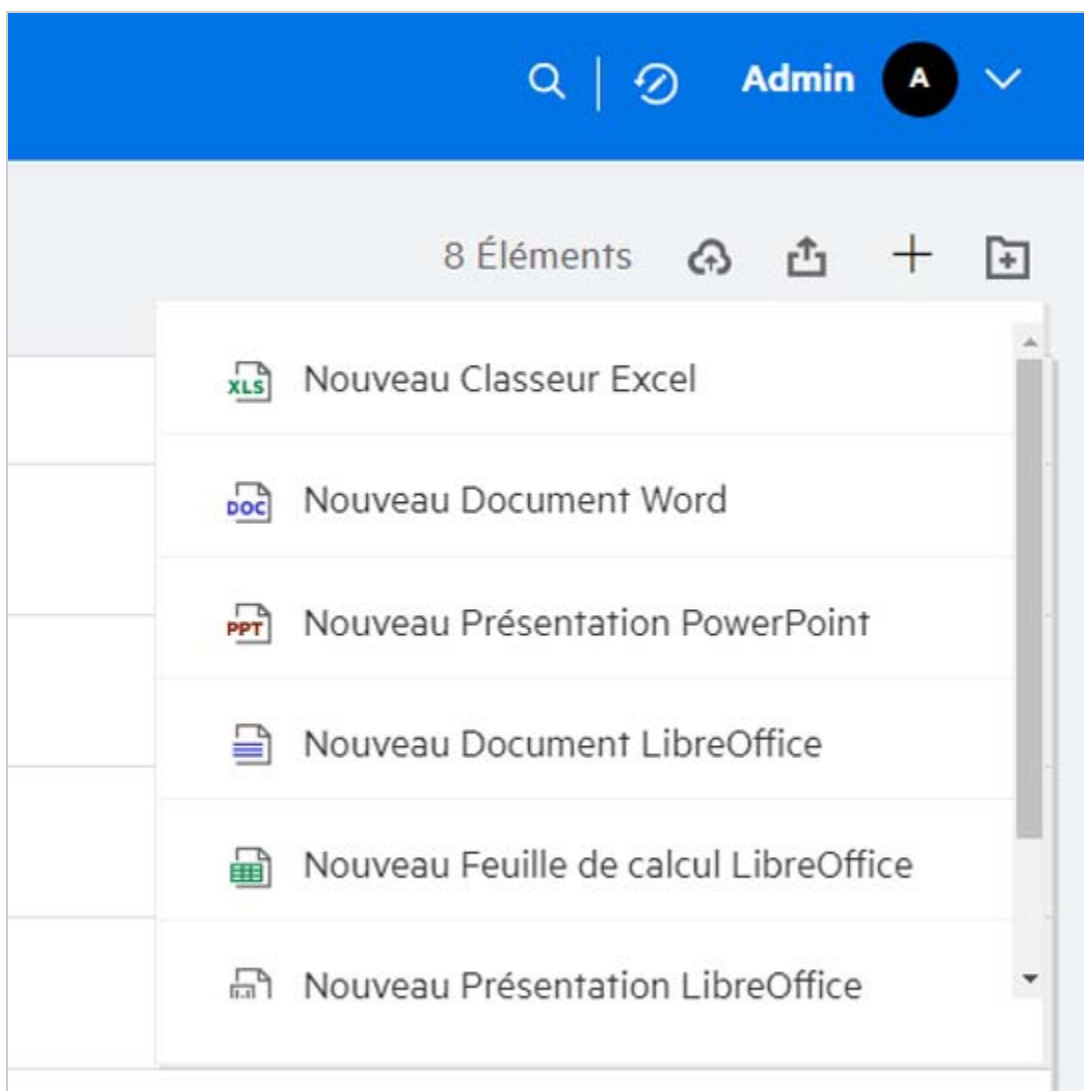 Admin A
8 Éléments
XLS Nouveau Classeur Excel
DOC Nouveau Document Word
PPT Nouveau Présentation PowerPoint
Nouveau Document LibreOffice
Nouveau Feuille de calcul LibreOffice
Nouveau Présentation LibreOffice